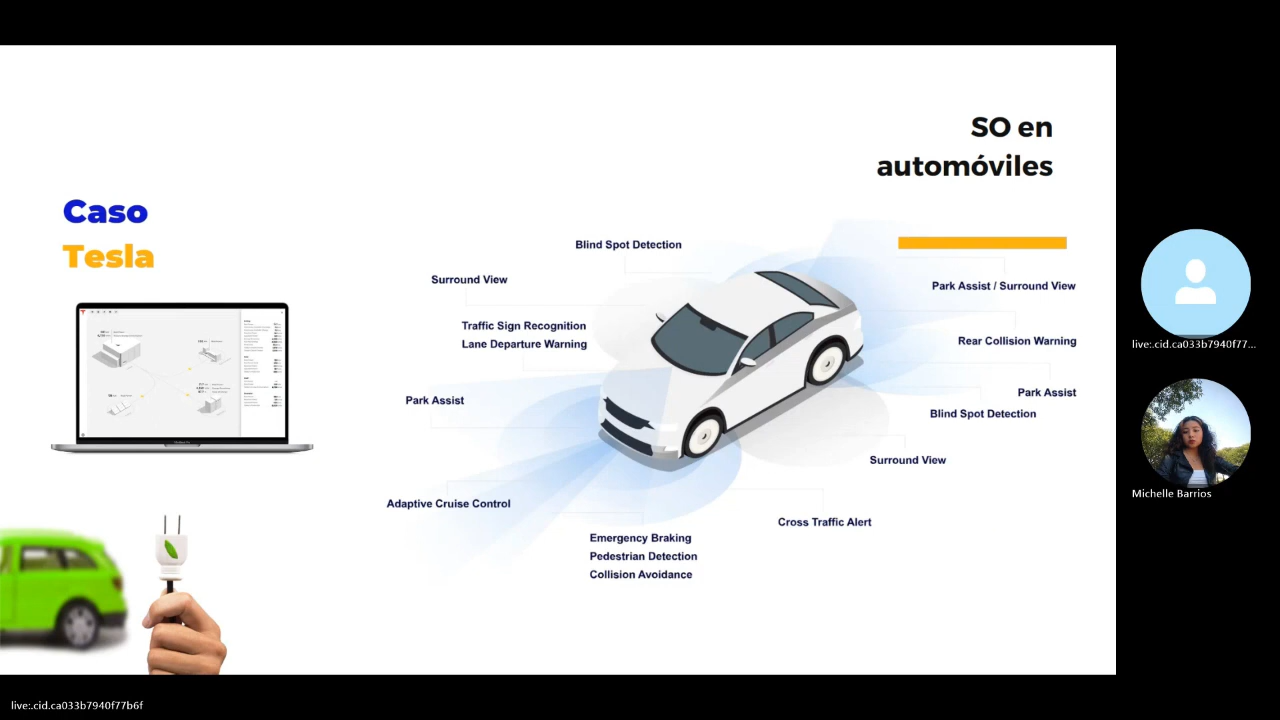 SO en
automóviles
Caso
Tesla
Blind Spot Detection
Surround View
Traffic Sign Recognition
Lane Departure Warning
Park Assist
Adaptive Cruise Control
Emergency Braking
Pedestrian Detection
Collision Avoidance
Park Assist / Surround View
Rear Collision Warning
Park Assist
Blind Spot Detection
Surround View
Cross Traffic Alert
live:.cid.ca033b7940f77...
Michelle Barrios
live:.cid.ca033b7940f77b6f